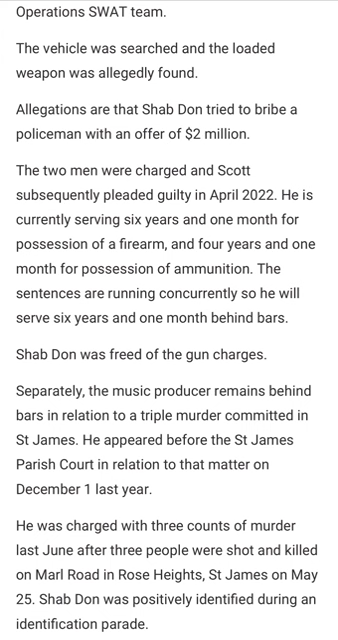 Operations SWAT team.
The vehicle was searched and the loaded
weapon was allegedly found.
Allegations are that Shab Don tried to bribe a
policeman with an offer of $2 million.
The two men were charged and Scott
subsequently pleaded guilty in April 2022. He is
currently serving six years and one month for
possession of a firearm, and four years and one
month for possession of ammunition. The
sentences are running concurrently so he will
serve six years and one month behind bars.
Shab Don was freed of the gun charges.
Separately, the music producer remains behind
bars in relation to a triple murder committed in
St James. He appeared before the St James
Parish Court in relation to that matter on
December 1 last year.
He was charged with three counts of murder
last June after three people were shot and killed
on Marl Road in Rose Heights, St James on May
25. Shab Don was positively identified during an
identification parade.